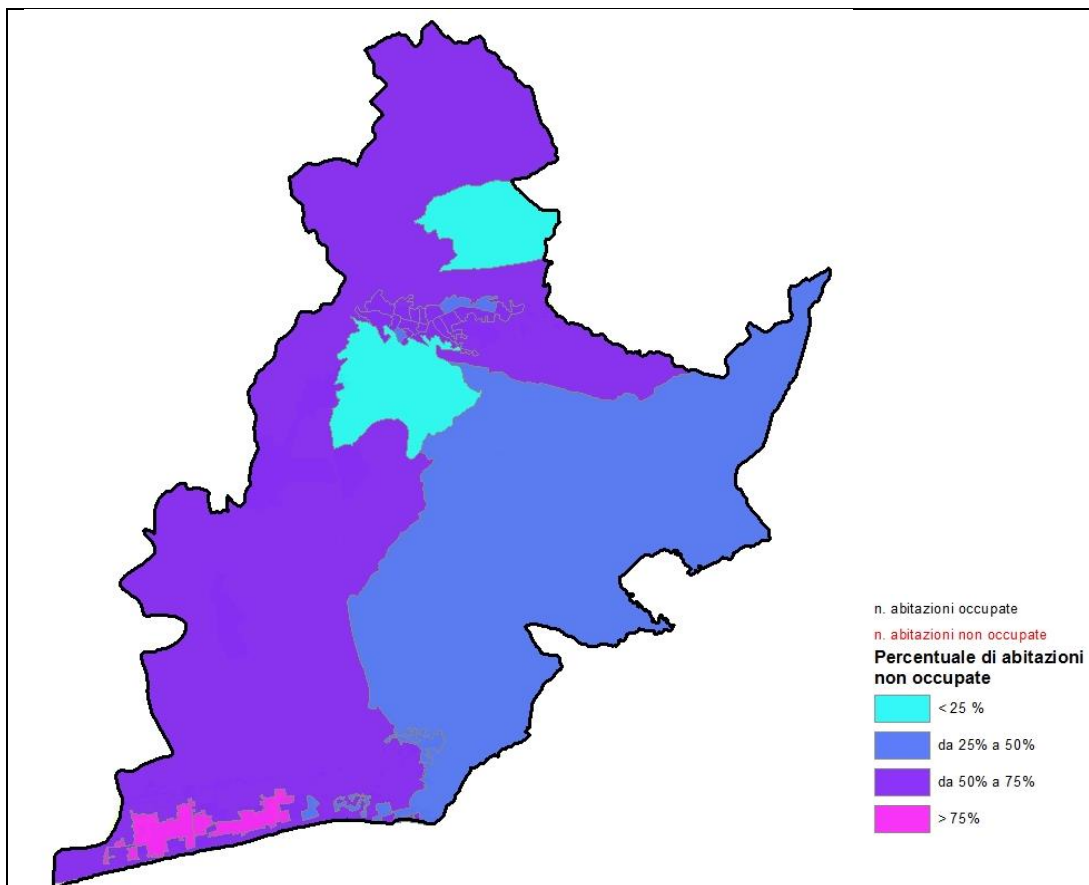 n. abitazioni occupate
n. abitazioni non occupate
Percentuale di abitazioni
non occupate
< 25 %
da 25% a 50%
da 50% a 75%
> 75%